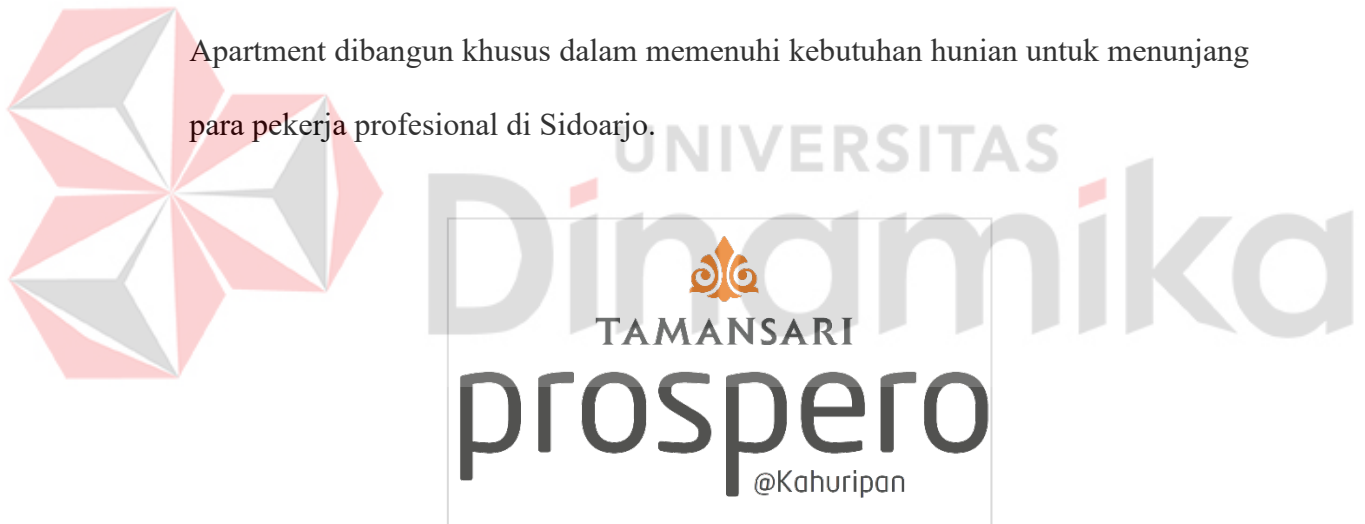 Apartment dibangun khusus dalam memenuhi kebutuhan hunian untuk menunjang
para pekerja profesional di Sidoarjo.
UNIVERSITAS
Dinamika
TAMANSARI
prospero
@Kahuripan